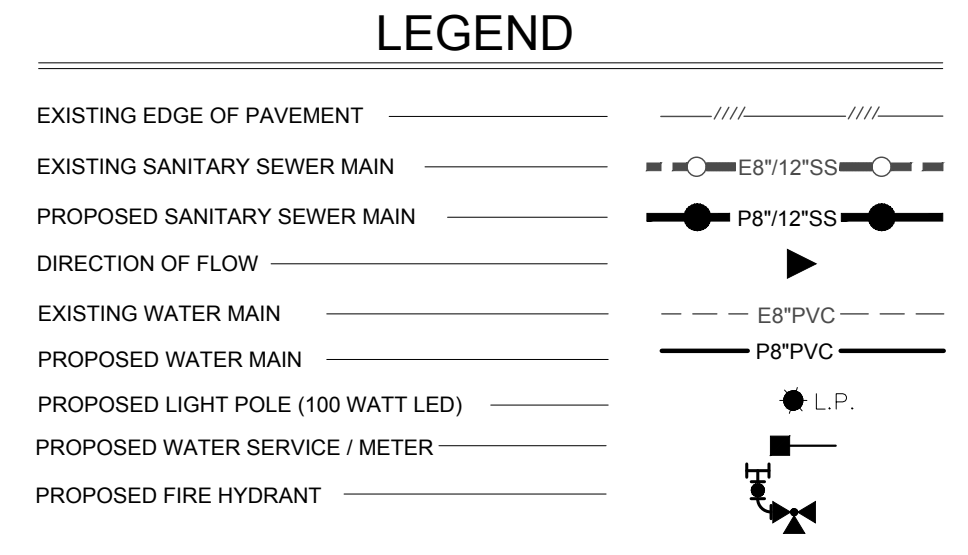 LEGEND
EXISTING EDGE OF PAVEMENT
EXISTING SANITARY SEWER MAIN E8"/12"SS
PROPOSED SANITARY SEWER MAIN P8"/12"SS
DIRECTION OF FLOW
EXISTING WATER MAIN E8"PVC
PROPOSED WATER MAIN P8"PVC
PROPOSED LIGHT POLE (100 WATT LED) L.P.
PROPOSED WATER SERVICE / METER
PROPOSED FIRE HYDRANT